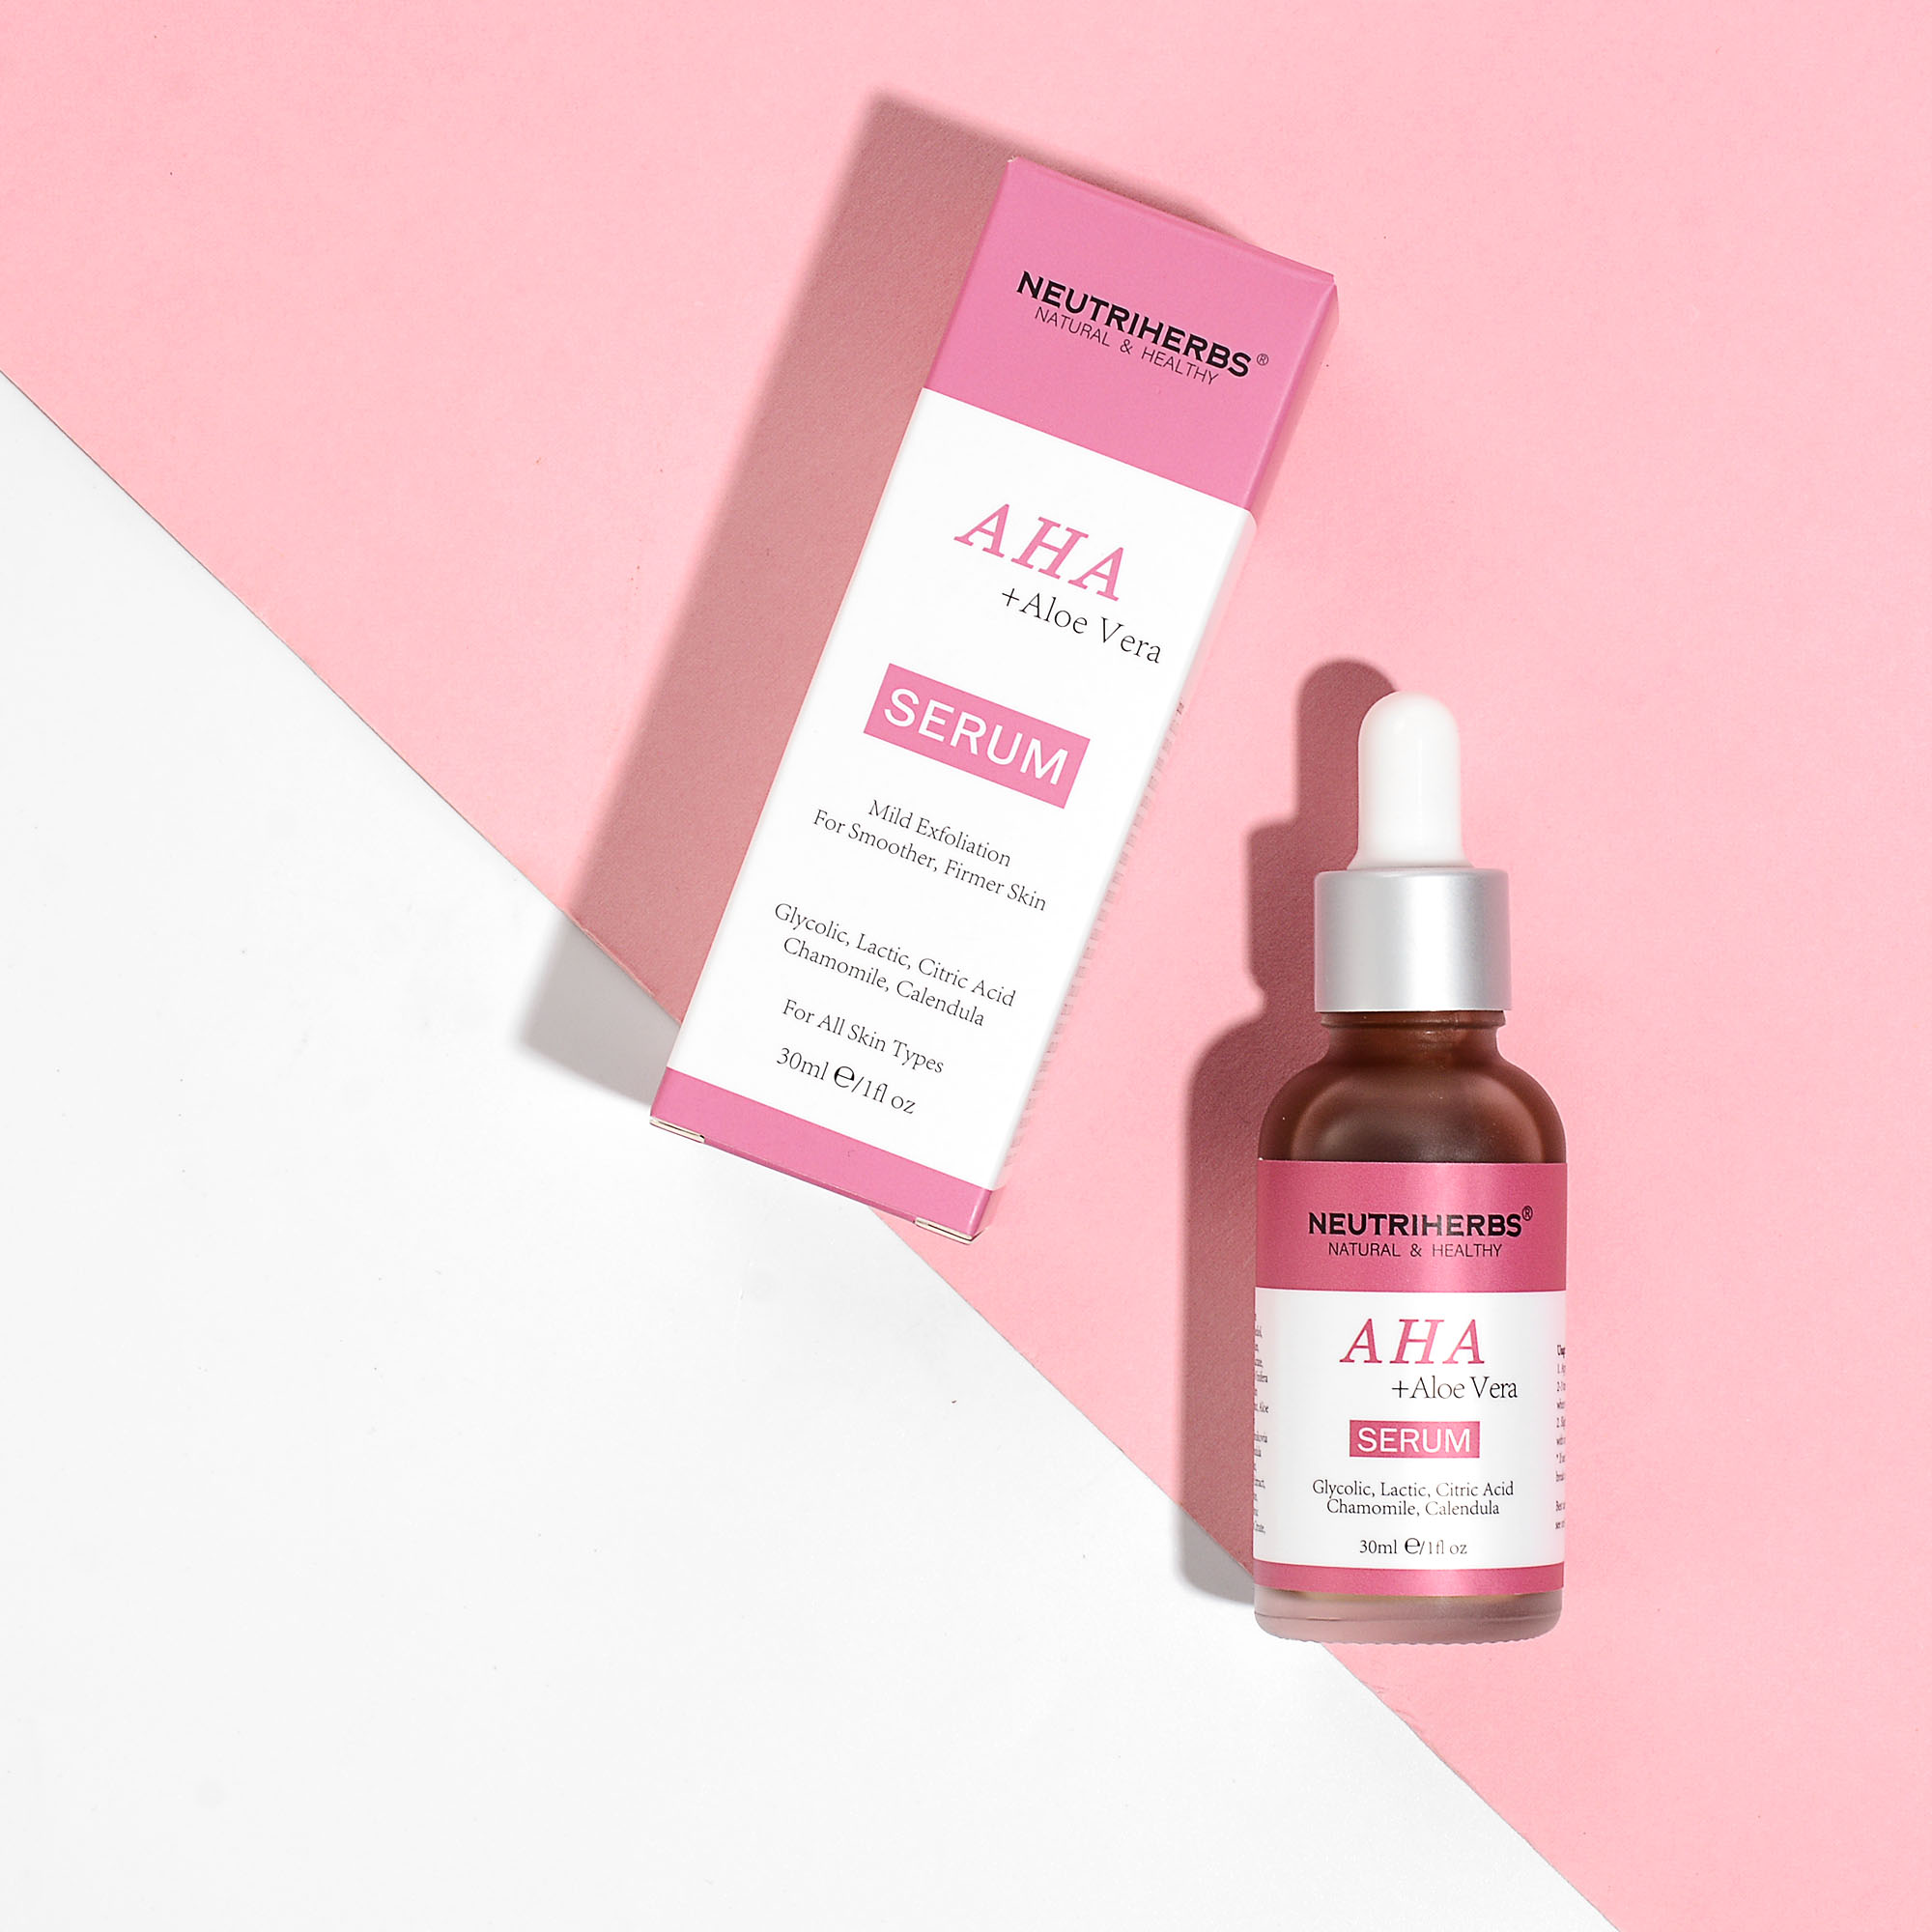 NEUTRIHERBS®
NATURAL & HEALTHY
AHA
+Aloe Vera
SERUM
Mild Exfoliation
For Smoother, Firmer Skin
Glycolic, Lactic, Citric Acid
Chamomile, Calendula
For All Skin Types
30ml ℮/1fl oz
NEUTRIHERBS®
NATURAL & HEALTHY
AHA
+Aloe Vera
SERUM
Glycolic, Lactic, Citric Acid
Chamomile, Calendula
30ml ℮/1fl oz